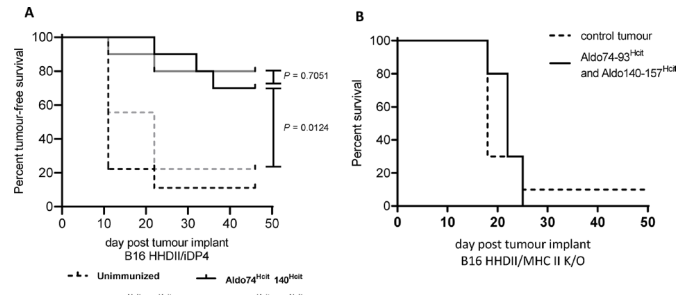 A
Percent tumour-free survival
100
80
60
40
20
0
0 10 20 30 40 50
P = 0.7051
P = 0.0124
day post tumour implant
B16 HHDII/iDP4
Unimmunized
Aldo74Hcit 140Hcit
B
Percent survival
100
80
60
40
20
0
0 10 20 30 40 50
control tumour
Aldo74-93Hcit
and Aldo140-157Hcit
day post tumour implant
B16 HHDII/MHC II K/O